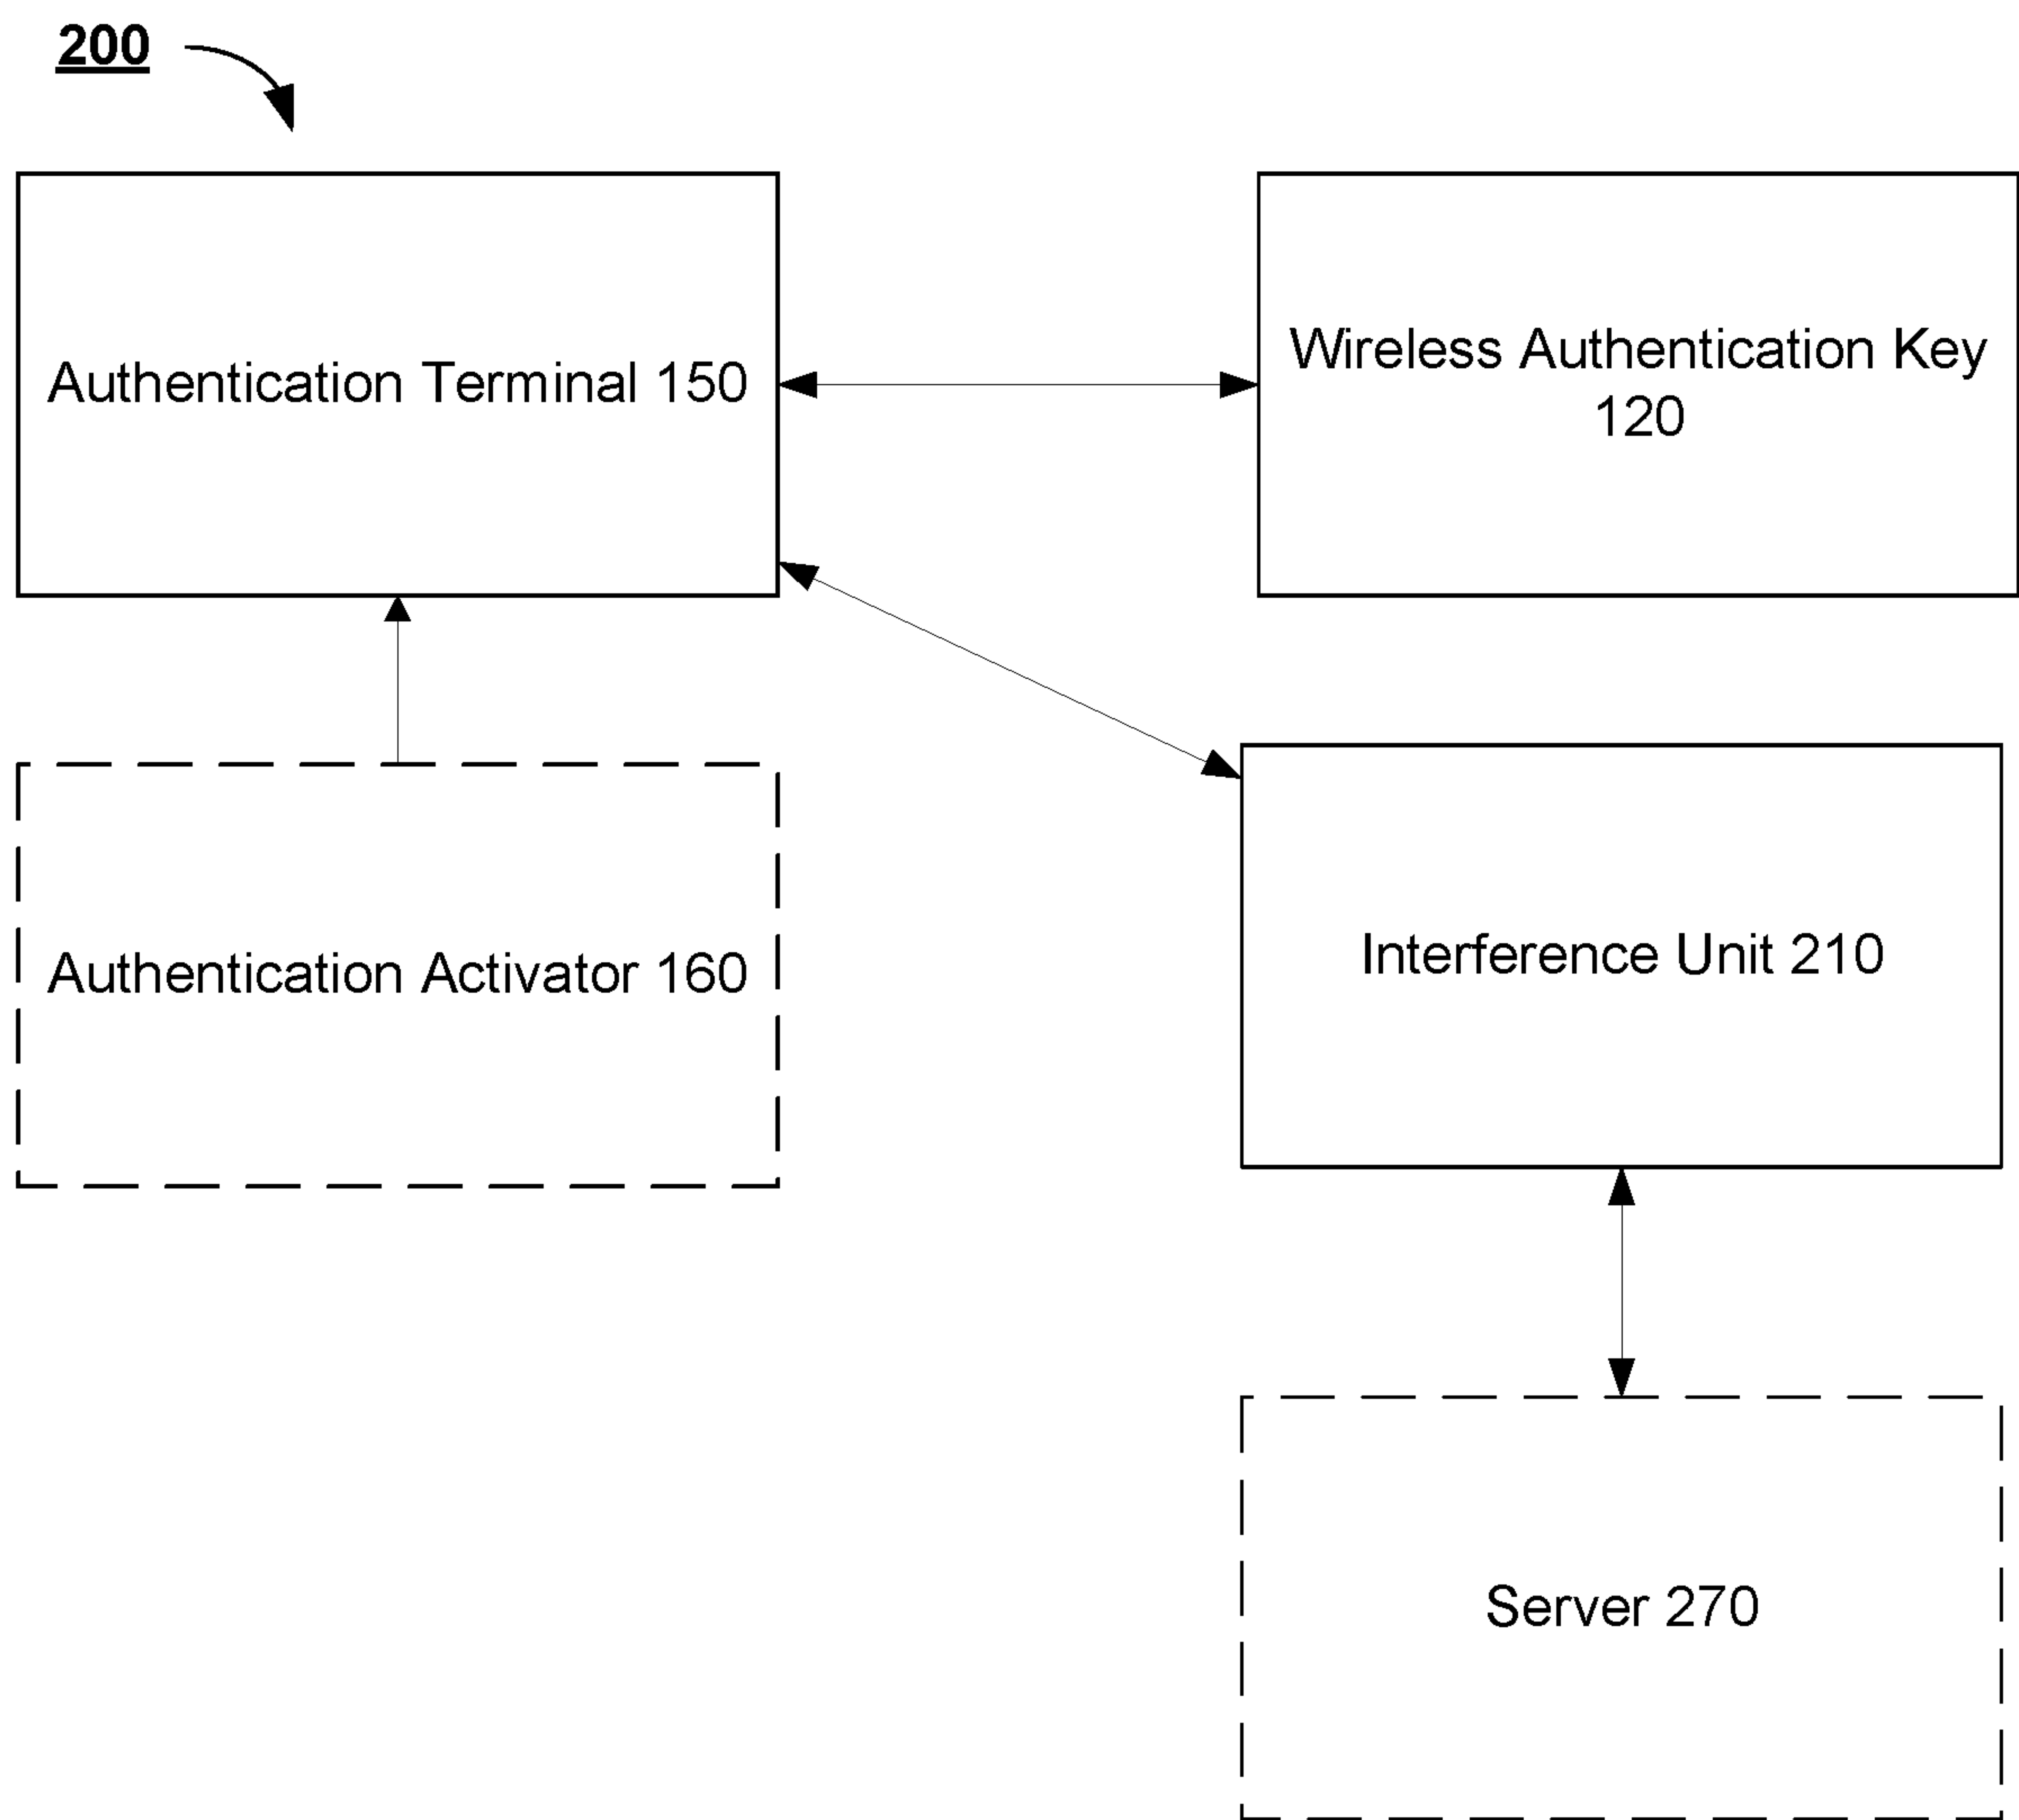 200
Authentication Terminal 150
Wireless Authentication Key
120
Authentication Activator 160
Interference Unit 210
Server 270